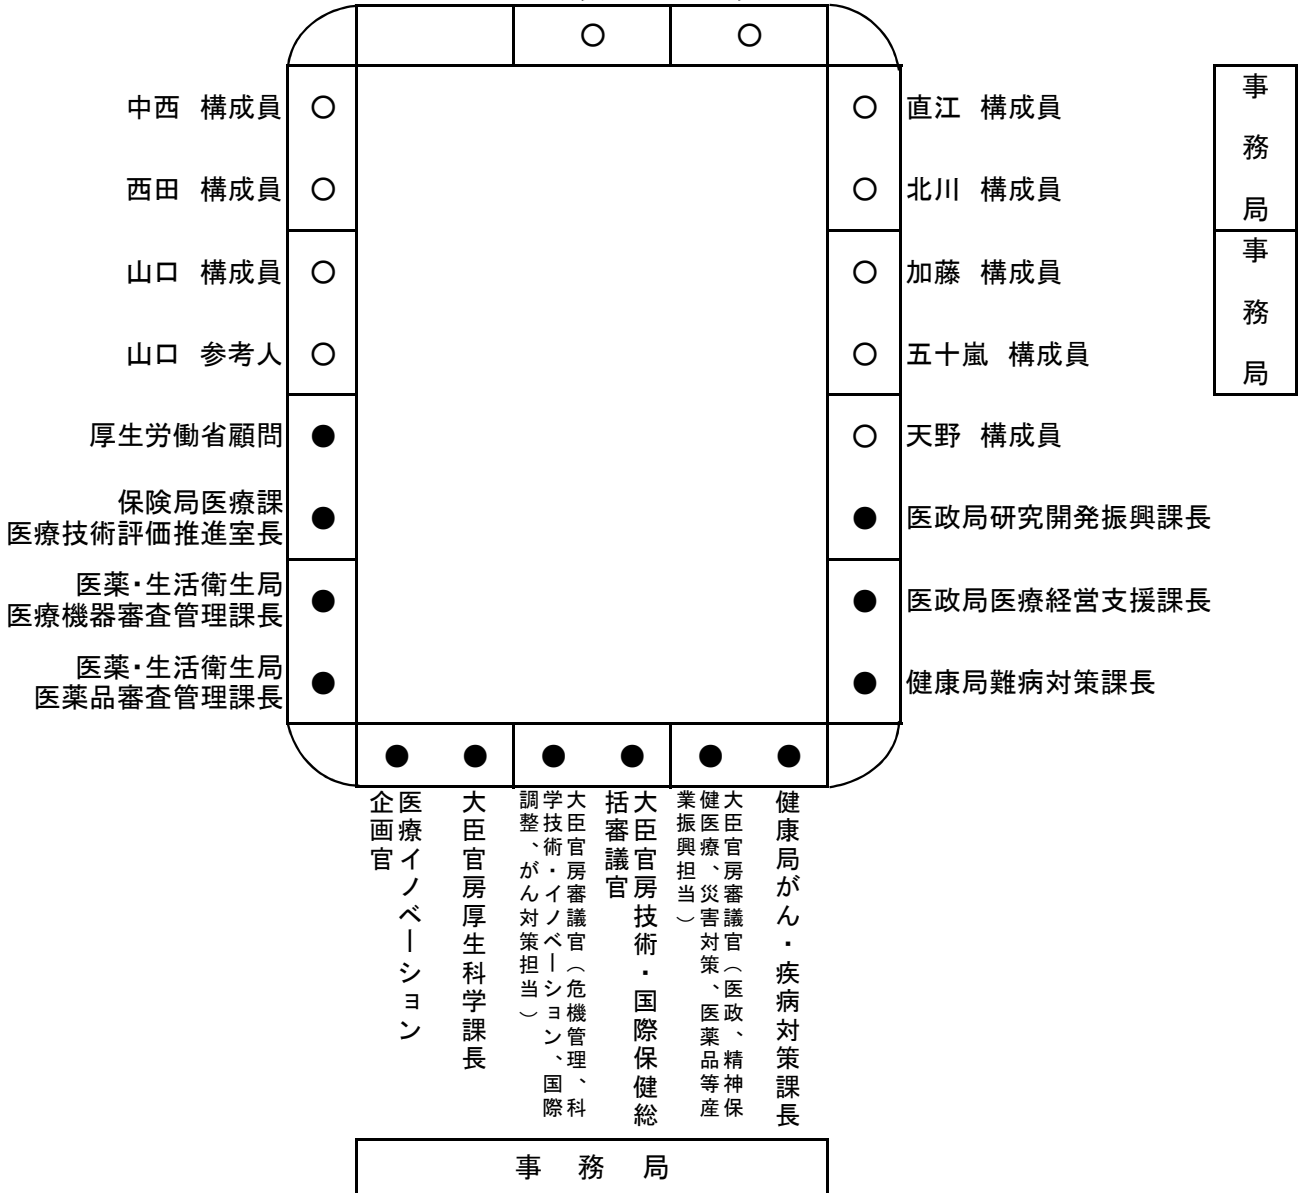 中西 構成員
西田 構成員
山口 構成員
山口 参考人
厚生労働省顧問
保険局医療課
医療技術評価推進室長
医薬・生活衛生局
医療機器審査管理課長
医薬・生活衛生局
医薬品審査管理課長
直江 構成員
北川 構成員
加藤 構成員
五十嵐 構成員
天野 構成員
医政局研究開発振興課長
医政局医療経営支援課長
健康局難病対策課長
事務局
事務局
健康局がん・疾病対策課長
大臣官房審議官(医政、精神保
健医療、災害対策、医薬品等産
業振興担当)
大臣官房技術・国際保健総
括審議官
大臣官房審議官(危機管理、科
学技術・イノベーション、国際
調整、がん対策担当)
大臣官房厚生科学課長
医療イノベーション
企画官
事務局